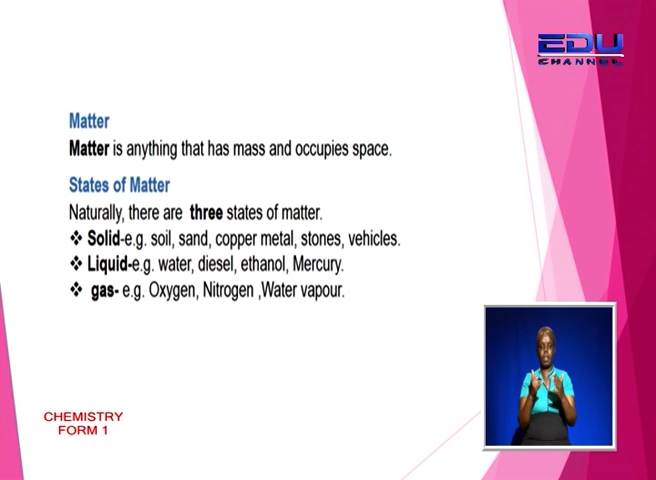 EDU
CHANNEL
Matter
Matter is anything that has mass and occupies space.
States of Matter
Naturally, there are three states of matter.
❖ Solid-e.g. soil, sand, copper metal, stones, vehicles.
❖ Liquid-e.g. water, diesel, ethanol, Mercury.
❖ gas- e.g. Oxygen, Nitrogen ,Water vapour.
CHEMISTRY
FORM 1